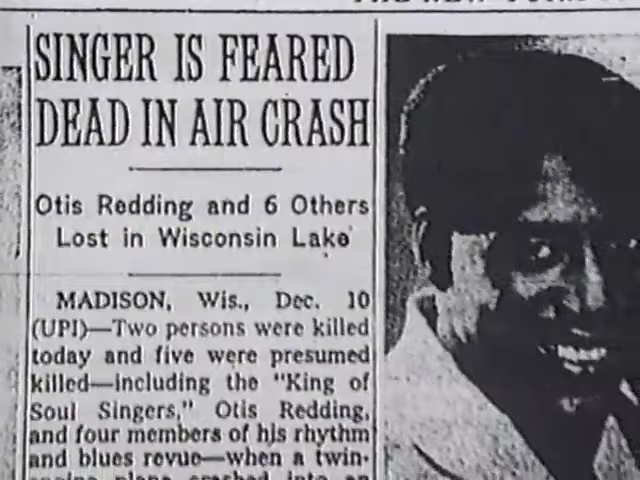 SINGER IS FEARED
DEAD IN AIR CRASH
Otis Redding and 6 Others
Lost in Wisconsin Lake
MADISON, Wis., Dec. 10
(UPI)—Two persons were killed
today and five were presumed
killed—including the "King of
Soul Singers," Otis Redding,
and four members of his rhythm
and blues revue—when a twin-